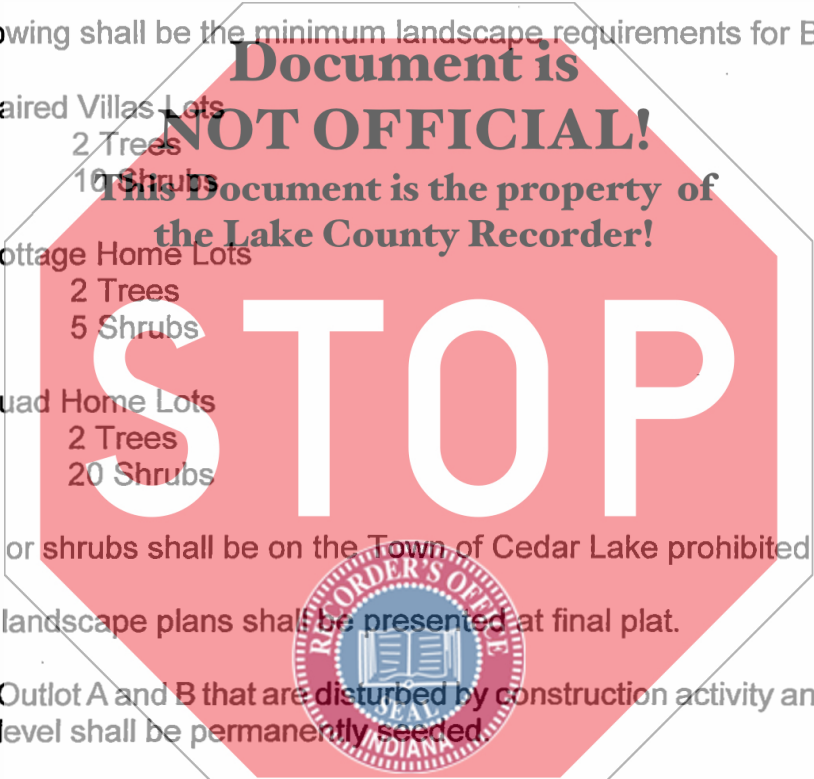 owing shall be the minimum landscape requirements for B
Document is
aired Villas Lots
NOT OFFICIAL!
2 Trees
10 Shrubs
This Document is the property of
the Lake County Recorder!
ottage Home Lots
2 Trees
5 Shrubs
STOP
uad Home Lots
2 Trees
20 Shrubs
or shrubs shall be on the Town of Cedar Lake prohibited
RECORDER'S OFFICE
landscape plans shall be presented at final plat.
Outlot A and B that are disturbed by construction activity an
SEAL
level shall be permanently seeded.
INDIANA